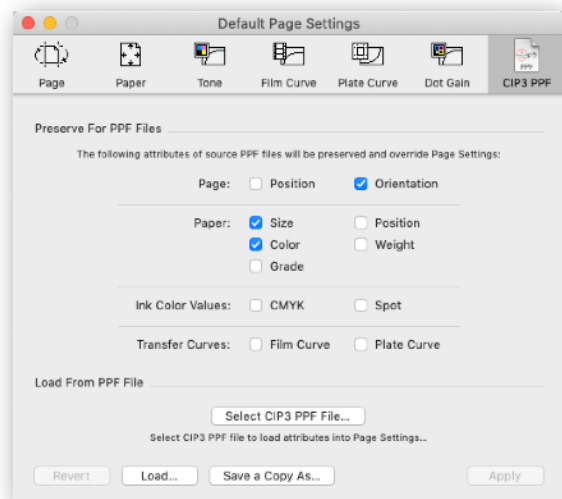 Default Page Settings
Page Paper Tone Film Curve Plate Curve Dot Gain CIP3 PPF
Preserve For PPF Files
The following attributes of source PPF files will be preserved and override Page Settings:
Page: Position Orientation
Paper: Size Position
Color Weight
Grade
Ink Color Values: CMYK Spot
Transfer Curves: Film Curve Plate Curve
Load From PPF File
Select CIP3 PPF File...
Select CIP3 PPF file to load attributes into Page Settings...
Revert Load... Save a Copy As... Apply